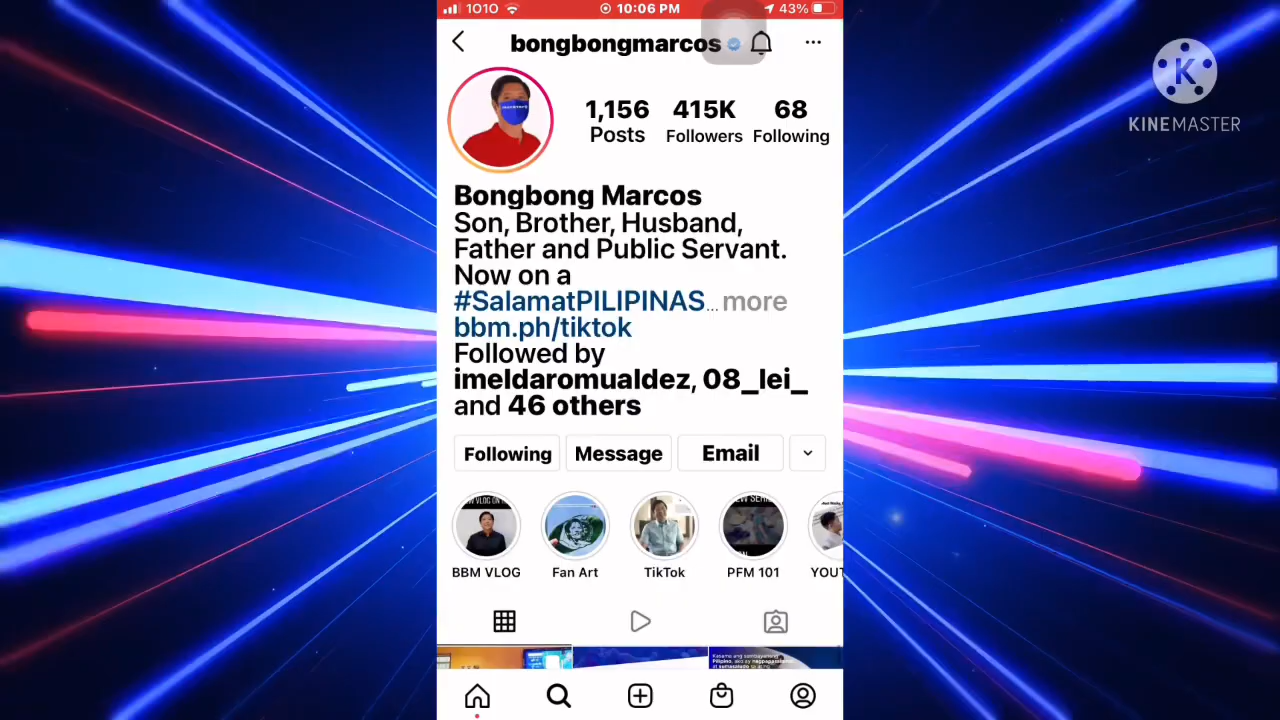 1010 10:06 PM 43%
bongbongmarcos
1,156 415K 68
Posts Followers Following
Bongbong Marcos
Son, Brother, Husband,
Father and Public Servant.
Now on a
#SalamatPILIPINAS... more
bbm.ph/tiktok
Followed by
imeldaromualdez, 08_lei_
and 46 others
Following Message Email
BBM VLOG Fan Art TikTok PFM 101 YOUT
K
KINEMASTER